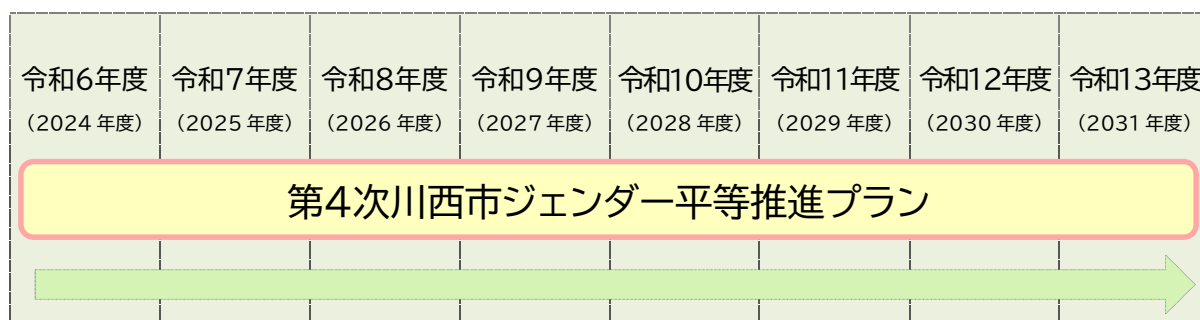 令和6年度 令和7年度 令和8年度 令和9年度 令和10年度 令和11年度 令和12年度 令和13年度
（2024 年度） （2025 年度） （2026 年度） （2027 年度） （2028 年度） （2029 年度） （2030 年度） （2031 年度）
第4次川西市ジェンダー平等推進プラン